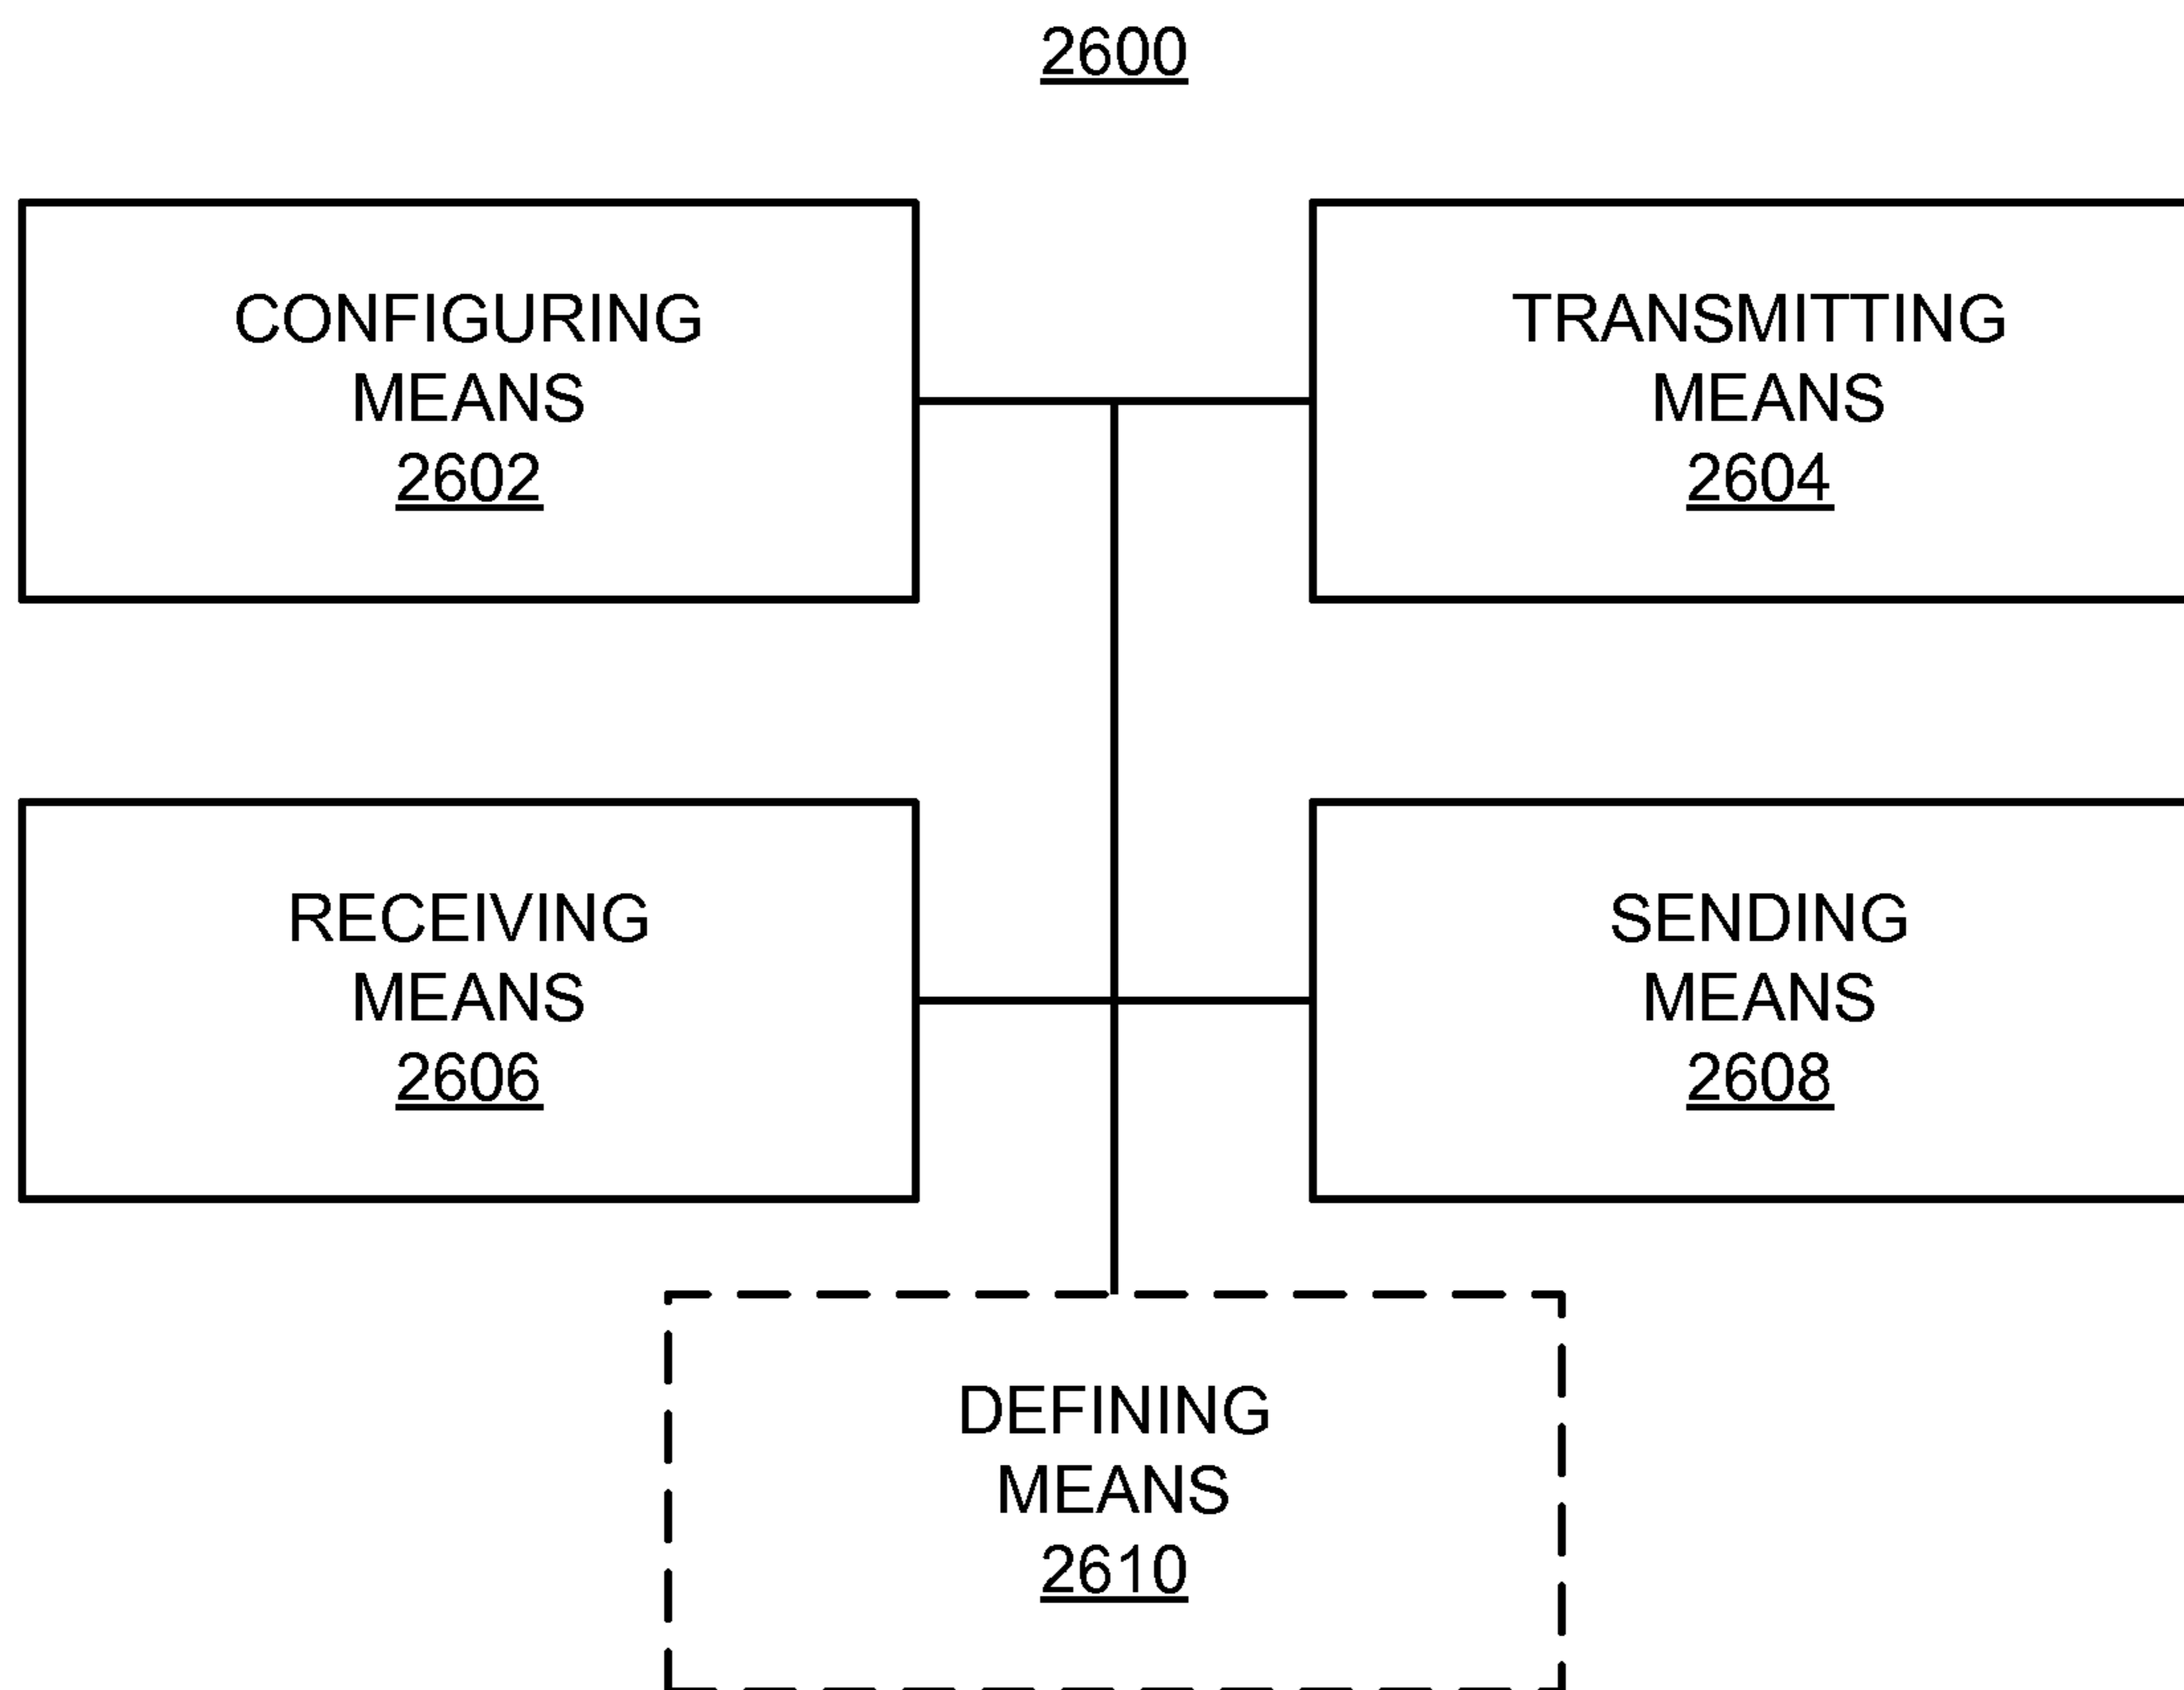 2600
CONFIGURING
MEANS
2602
TRANSMITTING
MEANS
2604
RECEIVING
MEANS
2606
SENDING
MEANS
2608
DEFINING
MEANS
2610